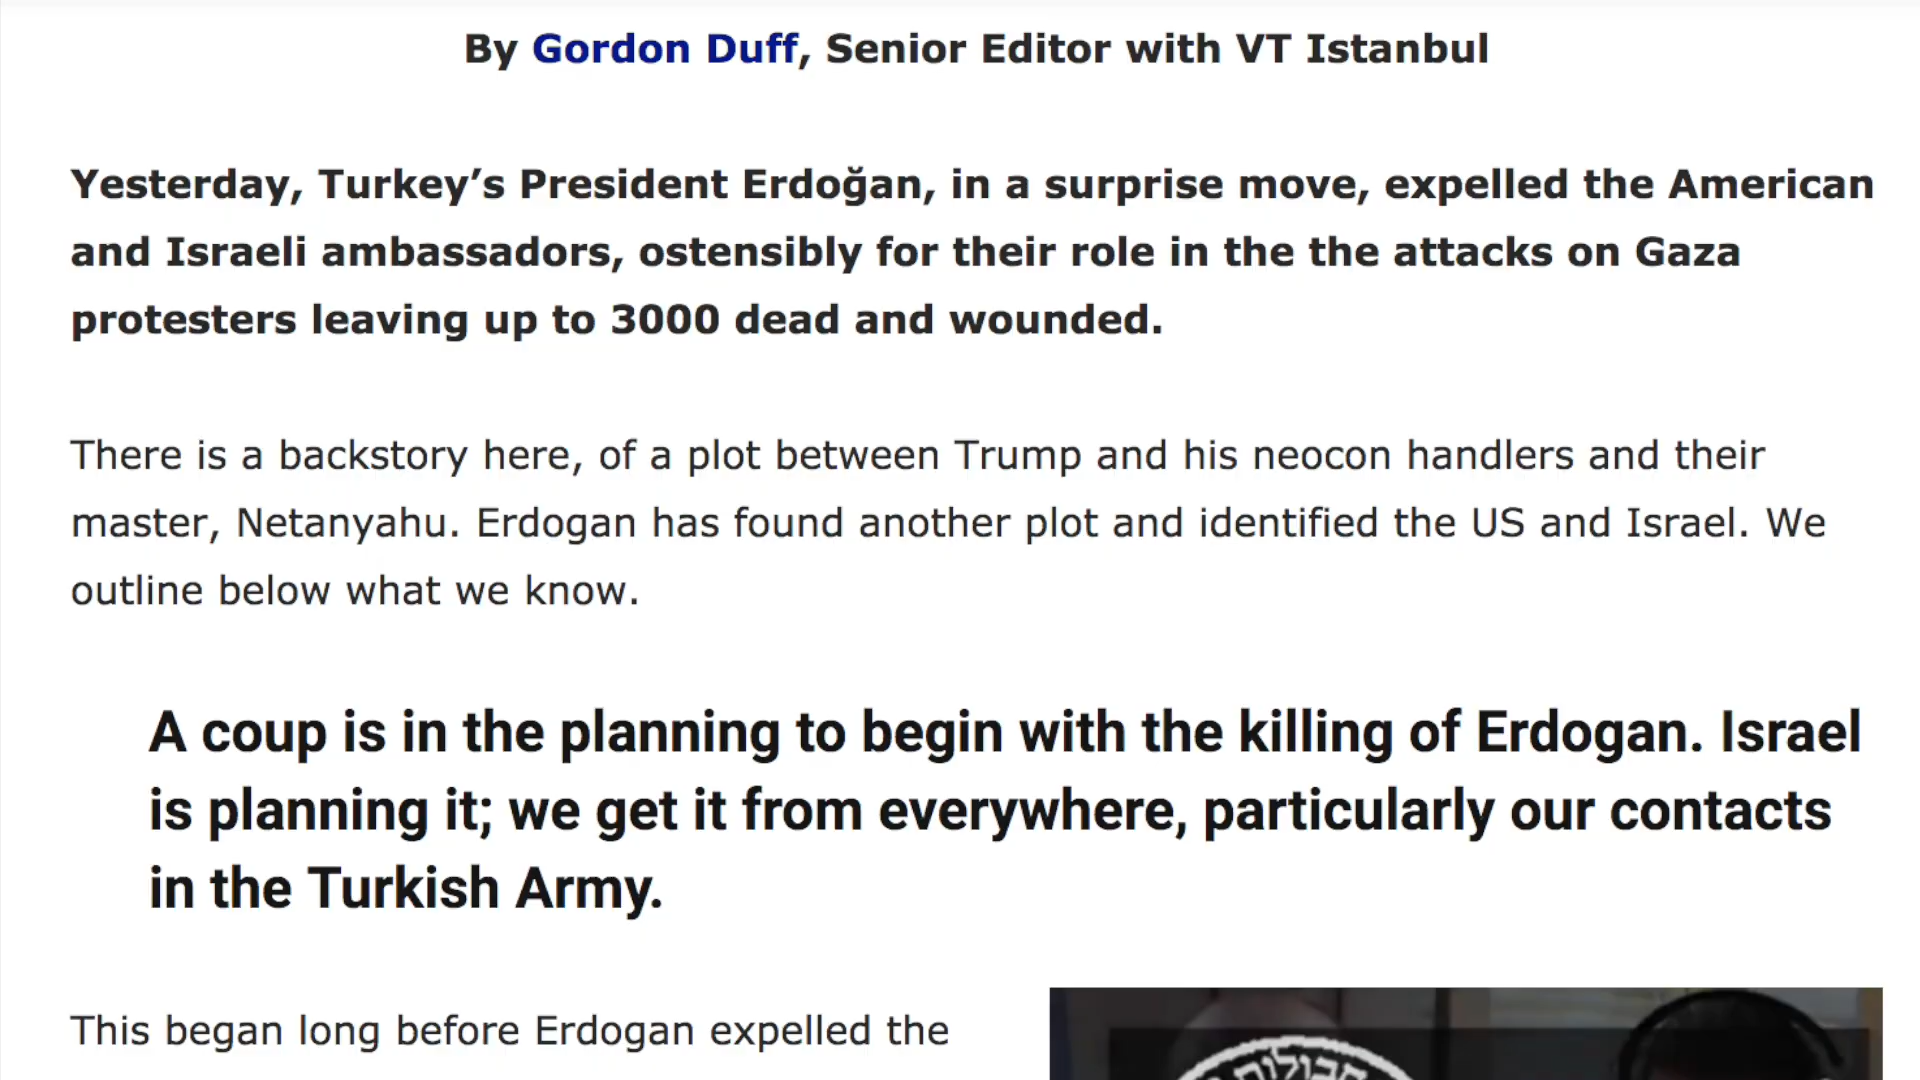 By Gordon Duff, Senior Editor with VT Istanbul
Yesterday, Turkey’s President Erdoğan, in a surprise move, expelled the American
and Israeli ambassadors, ostensibly for their role in the the attacks on Gaza
protesters leaving up to 3000 dead and wounded.
There is a backstory here, of a plot between Trump and his neocon handlers and their
master, Netanyahu. Erdogan has found another plot and identified the US and Israel. We
outline below what we know.
A coup is in the planning to begin with the killing of Erdogan. Israel
is planning it; we get it from everywhere, particularly our contacts
in the Turkish Army.
This began long before Erdogan expelled the